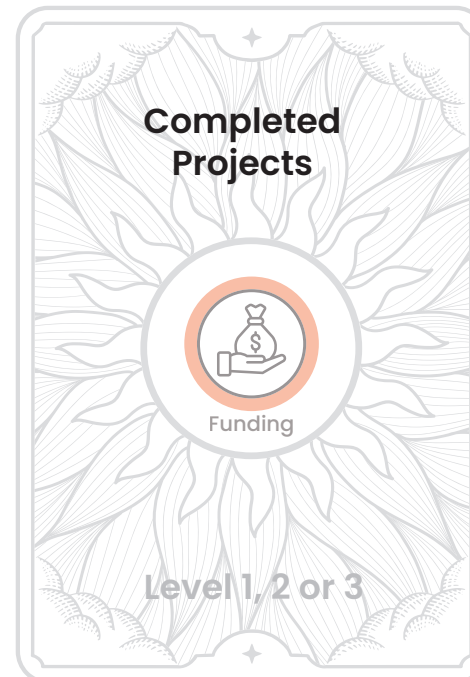 Completed
Projects
$
Funding
Level 1, 2 or 3